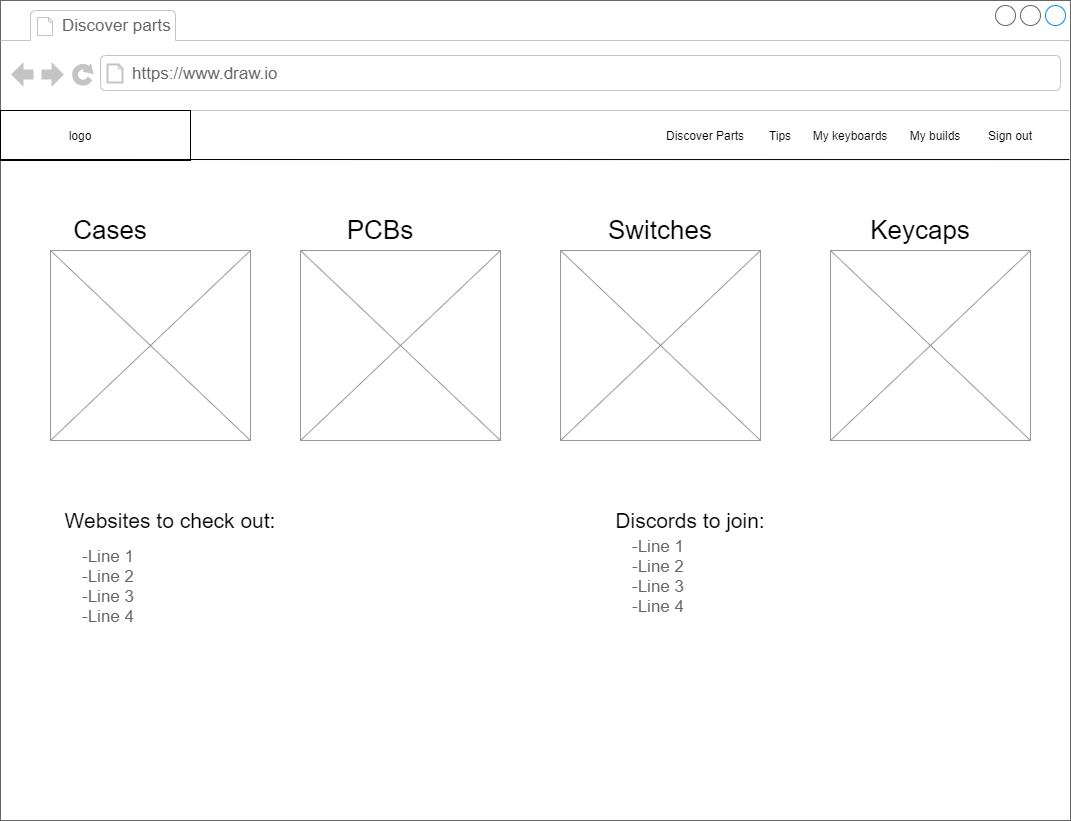 Discover parts
https://www.draw.io
logo
Discover Parts Tips My keyboards My builds Sign out
Cases PCBs Switches Keycaps
Websites to check out:
-Line 1
-Line 2
-Line 3
-Line 4
Discords to join:
-Line 1
-Line 2
-Line 3
-Line 4